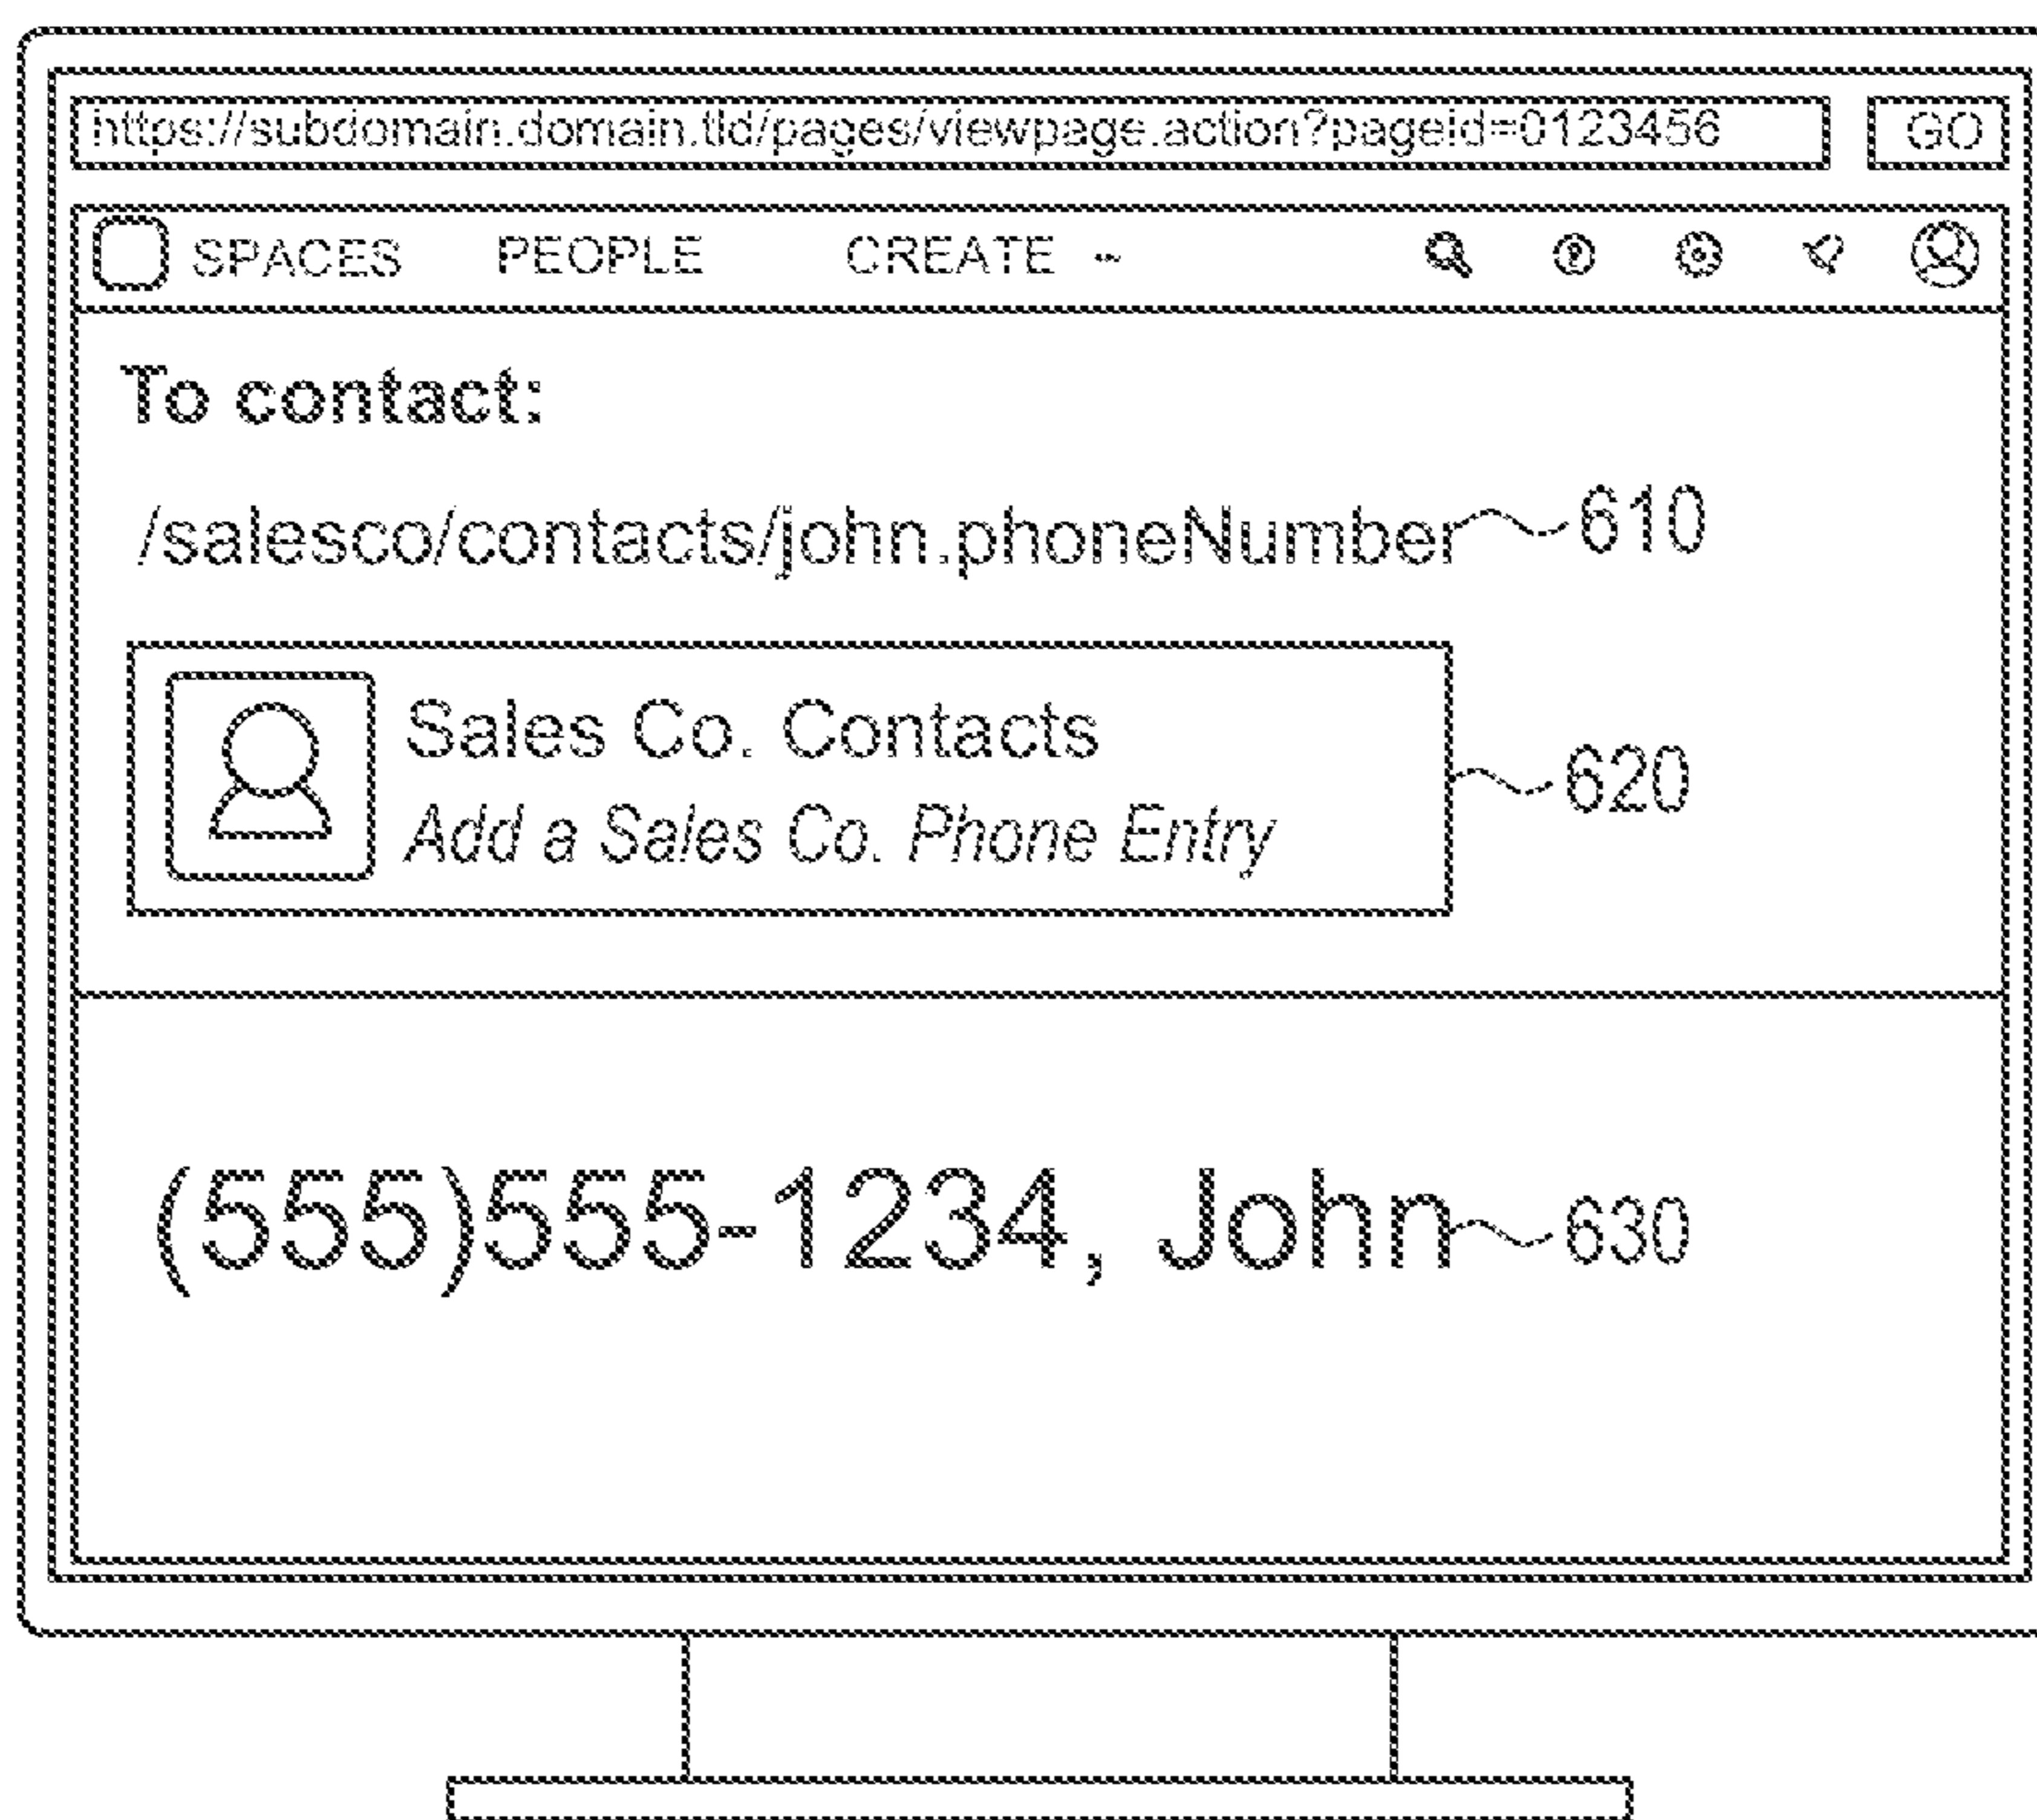 https://subdomain.domain.tld/pages/viewpage.action?pageid=0123456 GO
SPACES PEOPLE CREATE ?
To contact:
/salesco/contacts/john.phoneNumber 610
Sales Co. Contacts
Add a Sales Co. Phone Entry
620
(555)555-1234, John 630